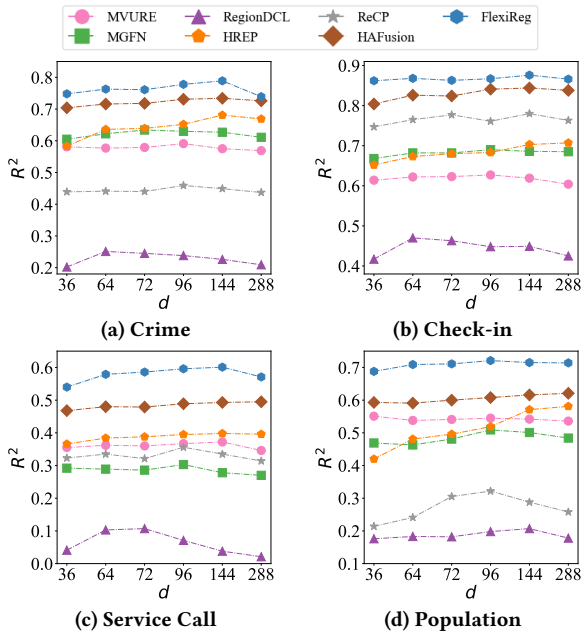 MVURE RegionDCL ReCP FlexiReg
MGFN HREP HAFusion
0.8
0.7
0.6
0.5
0.4
0.3
0.2
R²
36 64 72 96 144 288
d
(a) Crime
0.9
0.8
0.7
0.6
0.5
0.4
R²
36 64 72 96 144 288
d
(b) Check-in
0.6
0.5
0.4
0.3
0.2
0.1
0.0
R²
36 64 72 96 144 288
d
(c) Service Call
0.7
0.6
0.5
0.4
0.3
0.2
0.1
R²
36 64 72 96 144 288
d
(d) Population